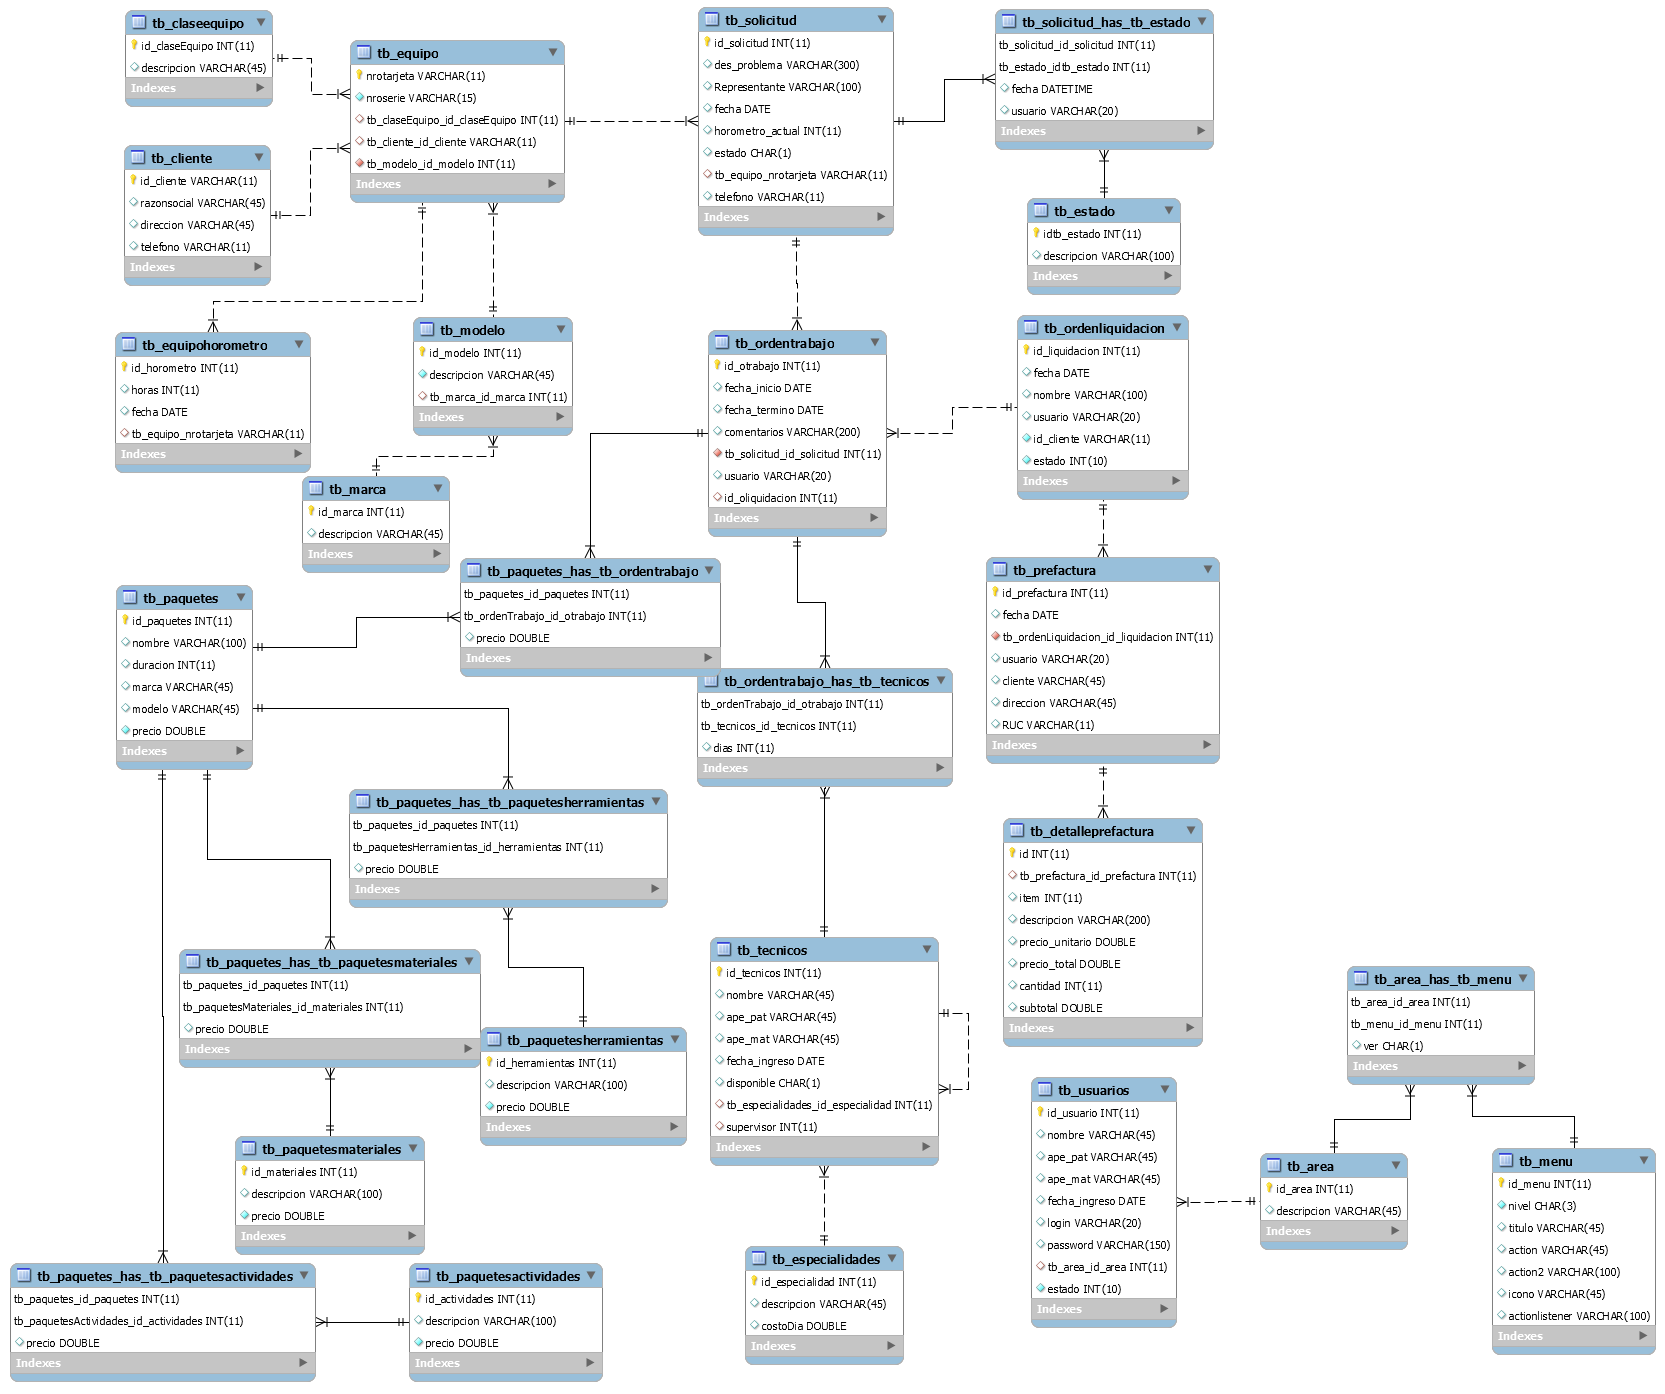 tb_claseequipo
id_claseEquipo INT(11)
descripcion VARCHAR(45)
Indexes
tb_cliente
id_cliente VARCHAR(11)
razonsocial VARCHAR(45)
direccion VARCHAR(45)
telefono VARCHAR(11)
Indexes
tb_equipo
nrotarjeta VARCHAR(11)
nroserie VARCHAR(15)
tb_claseEquipo_id_claseEquipo INT(11)
tb_cliente_id_cliente VARCHAR(11)
tb_modelo_id_modelo INT(11)
Indexes
tb_solicitud
id_solicitud INT(11)
des_problema VARCHAR(300)
Representante VARCHAR(100)
fecha DATE
horometro_actual INT(11)
estado CHAR(1)
tb_equipo_nrotarjeta VARCHAR(11)
telefono VARCHAR(11)
Indexes
tb_solicitud_has_tb_estado
tb_solicitud_id_solicitud INT(11)
tb_estado_idtb_estado INT(11)
fecha DATETIME
usuario VARCHAR(20)
Indexes
tb_estado
idtb_estado INT(11)
descripcion VARCHAR(100)
Indexes
tb_equipohorometro
id_horometro INT(11)
horas INT(11)
fecha DATE
tb_equipo_nrotarjeta VARCHAR(11)
Indexes
tb_modelo
id_modelo INT(11)
descripcion VARCHAR(45)
tb_marca_id_marca INT(11)
Indexes
tb_marca
id_marca INT(11)
descripcion VARCHAR(45)
Indexes
tb_ordentrabajo
id_otrabajo INT(11)
fecha_inicio DATE
fecha_termino DATE
comentarios VARCHAR(200)
tb_solicitud_id_solicitud INT(11)
usuario VARCHAR(20)
id_oliquidacion INT(11)
Indexes
tb_ordenliquidacion
id_liquidacion INT(11)
fecha DATE
nombre VARCHAR(100)
usuario VARCHAR(20)
id_cliente VARCHAR(11)
estado INT(10)
Indexes
tb_paquetes
id_paquetes INT(11)
nombre VARCHAR(100)
duracion INT(11)
marca VARCHAR(45)
modelo VARCHAR(45)
precio DOUBLE
Indexes
tb_paquetes_has_tb_ordentrabajo
tb_paquetes_id_paquetes INT(11)
tb_ordenTrabajo_id_otrabajo INT(11)
precio DOUBLE
Indexes
tb_ordentrabajo_has_tb_tecnicos
tb_ordenTrabajo_id_otrabajo INT(11)
tb_tecnicos_id_tecnicos INT(11)
dias INT(11)
Indexes
tb_prefactura
id_prefactura INT(11)
fecha DATE
tb_ordenLiquidacion_id_liquidacion INT(11)
usuario VARCHAR(20)
cliente VARCHAR(45)
direccion VARCHAR(45)
RUC VARCHAR(11)
Indexes
tb_paquetes_has_tb_paquetesherramientas
tb_paquetes_id_paquetes INT(11)
tb_paquetesHerramientas_id_herramientas INT(11)
precio DOUBLE
Indexes
tb_detalleprefactura
id INT(11)
tb_prefactura_id_prefactura INT(11)
item INT(11)
descripcion VARCHAR(200)
precio_unitario DOUBLE
precio_total DOUBLE
cantidad INT(11)
subtotal DOUBLE
Indexes
tb_paquetes_has_tb_paquetesmateriales
tb_paquetes_id_paquetes INT(11)
tb_paquetesMateriales_id_materiales INT(11)
precio DOUBLE
Indexes
tb_paquetesherramientas
id_herramientas INT(11)
descripcion VARCHAR(100)
precio DOUBLE
Indexes
tb_tecnicos
id_tecnicos INT(11)
nombre VARCHAR(45)
ape_pat VARCHAR(45)
ape_mat VARCHAR(45)
fecha_ingreso DATE
disponible CHAR(1)
tb_especialidades_id_especialidad INT(11)
supervisor INT(11)
Indexes
tb_area_has_tb_menu
tb_area_id_area INT(11)
tb_menu_id_menu INT(11)
ver CHAR(1)
Indexes
tb_usuarios
id_usuario INT(11)
nombre VARCHAR(45)
ape_pat VARCHAR(45)
ape_mat VARCHAR(45)
fecha_ingreso DATE
login VARCHAR(20)
password VARCHAR(150)
tb_area_id_area INT(11)
estado INT(10)
Indexes
tb_area
id_area INT(11)
descripcion VARCHAR(45)
Indexes
tb_menu
id_menu INT(11)
nivel CHAR(3)
titulo VARCHAR(45)
action VARCHAR(45)
action2 VARCHAR(100)
icono VARCHAR(45)
actionlistener VARCHAR(100)
Indexes
tb_paquetesmateriales
id_materiales INT(11)
descripcion VARCHAR(100)
precio DOUBLE
Indexes
tb_paquetes_has_tb_paquetesactividades
tb_paquetes_id_paquetes INT(11)
tb_paquetesActividades_id_actividades INT(11)
precio DOUBLE
Indexes
tb_paquetesactividades
id_actividades INT(11)
descripcion VARCHAR(100)
precio DOUBLE
Indexes
tb_especialidades
id_especialidad INT(11)
descripcion VARCHAR(45)
costoDia DOUBLE
Indexes